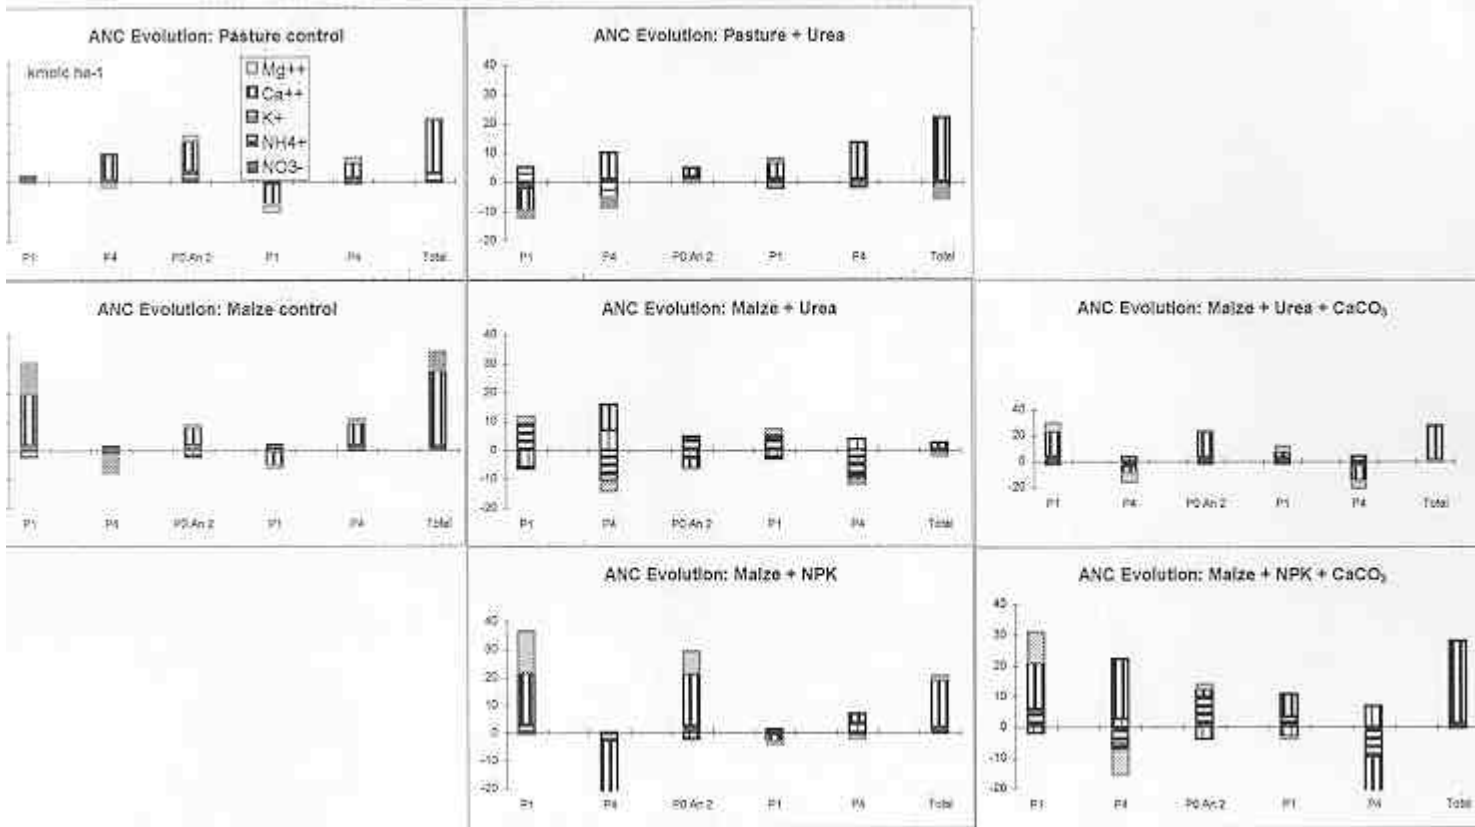 ANC Evolution: Pasture control
kmolc ha-1
Mg++
Ca++
K+
NH4+
NO3-
P1 P4 P0 An 2 P1 P4 Total
ANC Evolution: Pasture + Urea
40
30
20
10
0
-10
-20
P1 P4 P0 An 2 P1 P4 Total
ANC Evolution: Maize control
P1 P4 P0 An 2 P1 P4 Total
ANC Evolution: Maize + Urea
40
30
20
10
0
-10
-20
P1 P4 P0 An 2 P1 P4 Total
ANC Evolution: Maize + Urea + CaCO₃
40
20
0
-20
P1 P4 P0 An 2 P1 P4 Total
ANC Evolution: Maize + NPK
40
30
20
10
0
-10
-20
P1 P4 P0 An 2 P1 P4 Total
ANC Evolution: Maize + NPK + CaCO₃
40
30
20
10
0
-10
-20
P1 P4 P0 An 2 P1 P4 Total